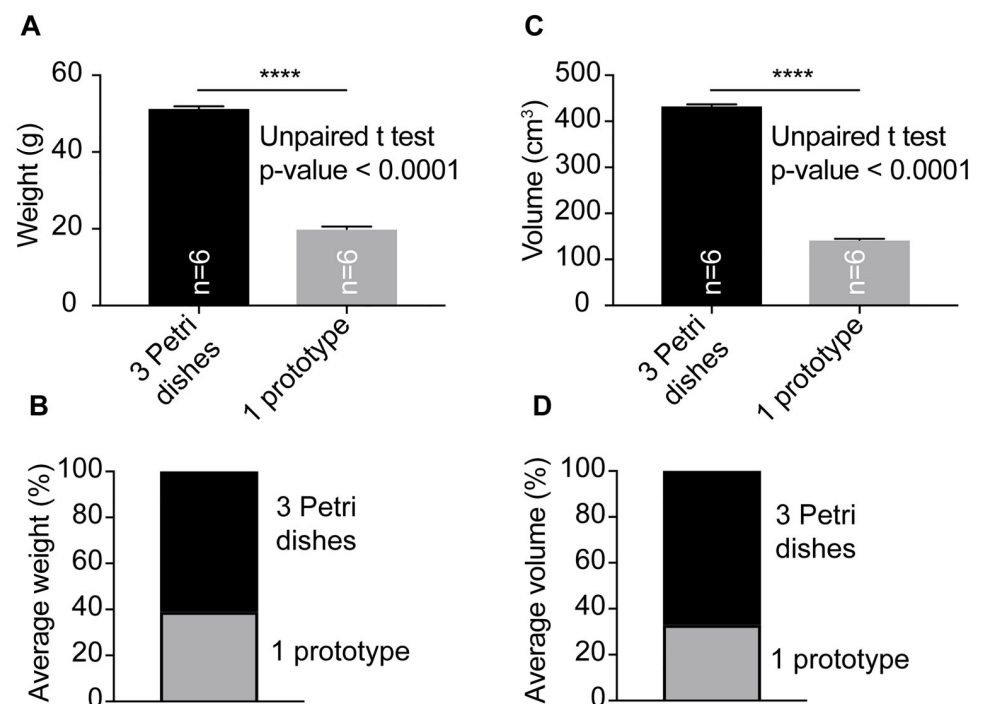 A
Weight (g)
60
40
20
0
****
Unpaired t test
p-value < 0.0001
n=6
n=6
3 Petri
dishes
1 prototype
C
Volume (cm³)
500
400
300
200
100
0
****
Unpaired t test
p-value < 0.0001
n=6
n=6
3 Petri
dishes
1 prototype
B
Average weight (%)
100
80
60
40
20
0
3 Petri
dishes
1 prototype
D
Average volume (%)
100
80
60
40
20
0
3 Petri
dishes
1 prototype